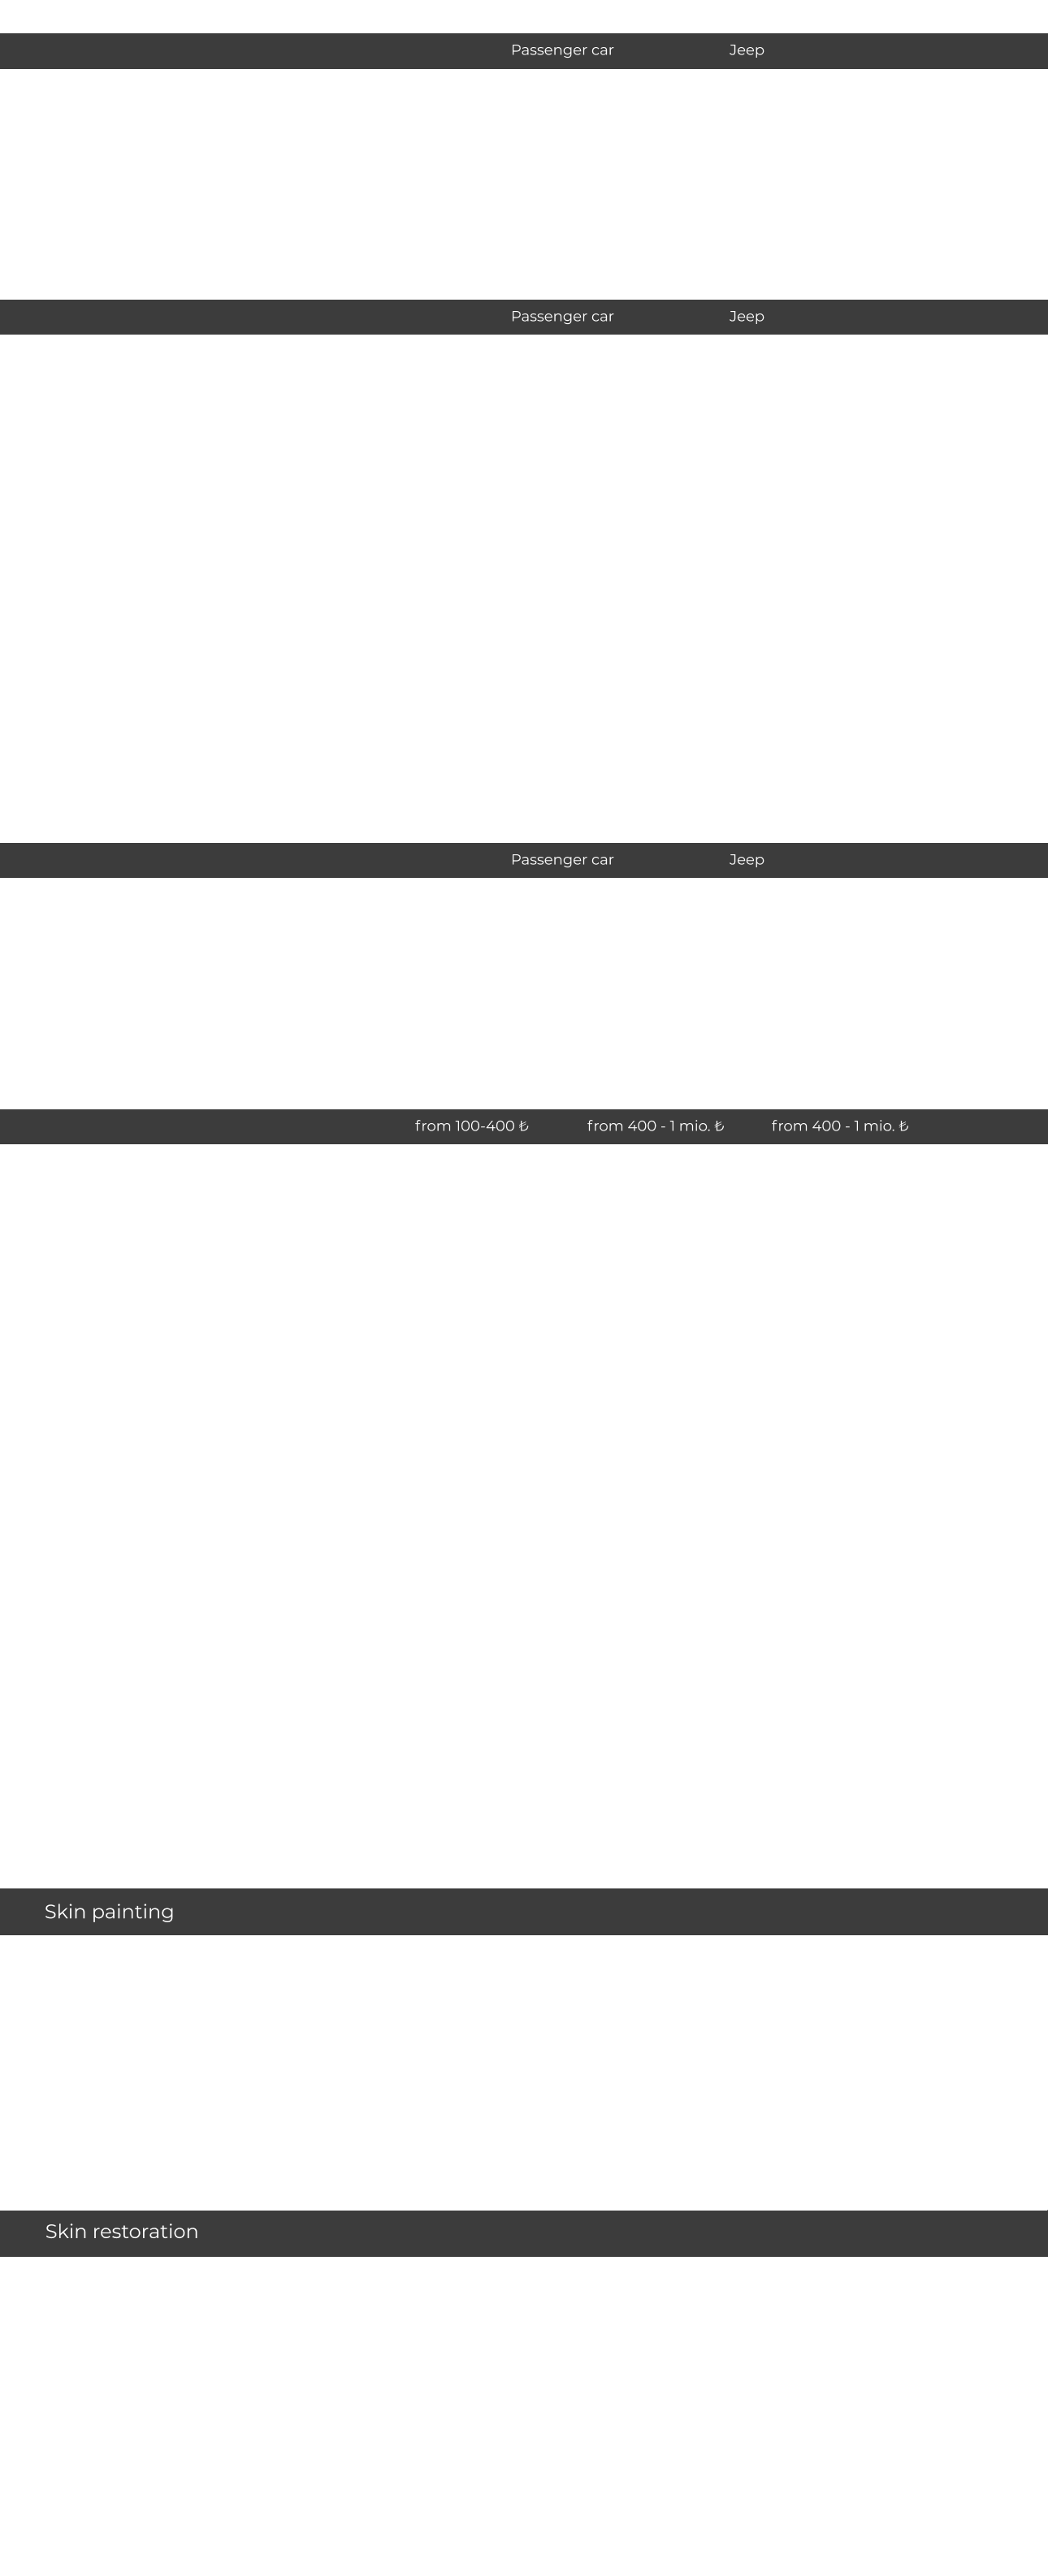 Passenger car Jeep
Passenger car Jeep
Passenger car Jeep
from 100-400 ₺ from 400 - 1 mio. ₺ from 400 - 1 mio. ₺
Skin painting
Skin restoration